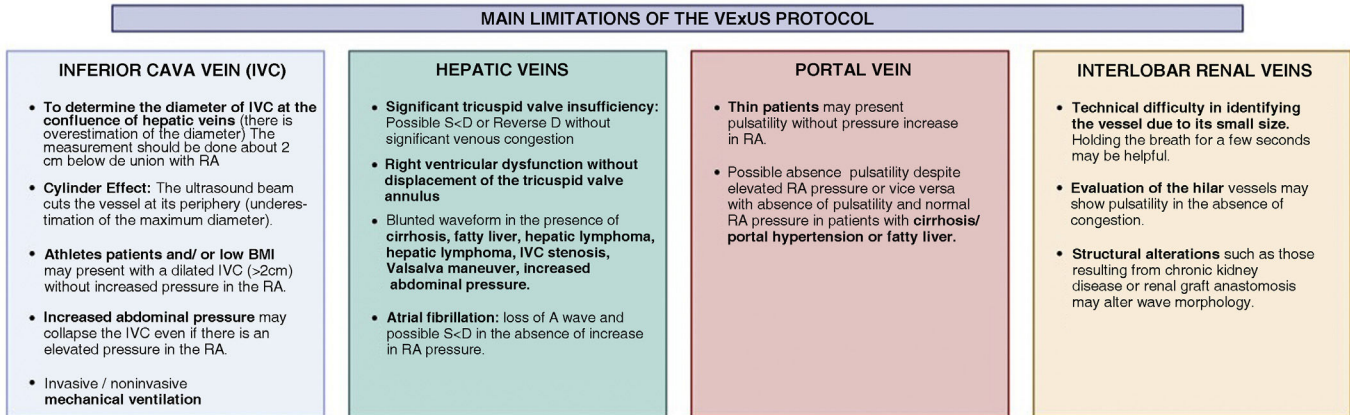 MAIN LIMITATIONS OF THE VExUS PROTOCOL
INFERIOR CAVA VEIN (IVC)
• To determine the diameter of IVC at the
confluence of hepatic veins (there is
overestimation of the diameter) The
measurement should be done about 2
cm below de union with RA
• Cylinder Effect: The ultrasound beam
cuts the vessel at its periphery (underes-
timation of the maximum diameter).
• Athletes patients and/ or low BMI
may present with a dilated IVC (>2cm)
without increased pressure in the RA.
• Increased abdominal pressure may
collapse the IVC even if there is an
elevated pressure in the RA.
• Invasive / noninvasive
mechanical ventilation
HEPATIC VEINS
• Significant tricuspid valve insufficiency:
Possible S<D or Reverse D without
significant venous congestion
• Right ventricular dysfunction without
displacement of the tricuspid valve
annulus
• Blunted waveform in the presence of
cirrhosis, fatty liver, hepatic lymphoma,
hepatic lymphoma, IVC stenosis,
Valsalva maneuver, increased
abdominal pressure.
• Atrial fibrillation: loss of A wave and
possible S<D in the absence of increase
in RA pressure.
PORTAL VEIN
• Thin patients may present
pulsatility without pressure increase
in RA.
• Possible absence pulsatility despite
elevated RA pressure or vice versa
with absence of pulsatility and normal
RA pressure in patients with cirrhosis/
portal hypertension or fatty liver.
INTERLOBAR RENAL VEINS
• Technical difficulty in identifying
the vessel due to its small size.
Holding the breath for a few seconds
may be helpful.
• Evaluation of the hilar vessels may
show pulsatility in the absence of
congestion.
• Structural alterations such as those
resulting from chronic kidney
disease or renal graft anastomosis
may alter wave morphology.